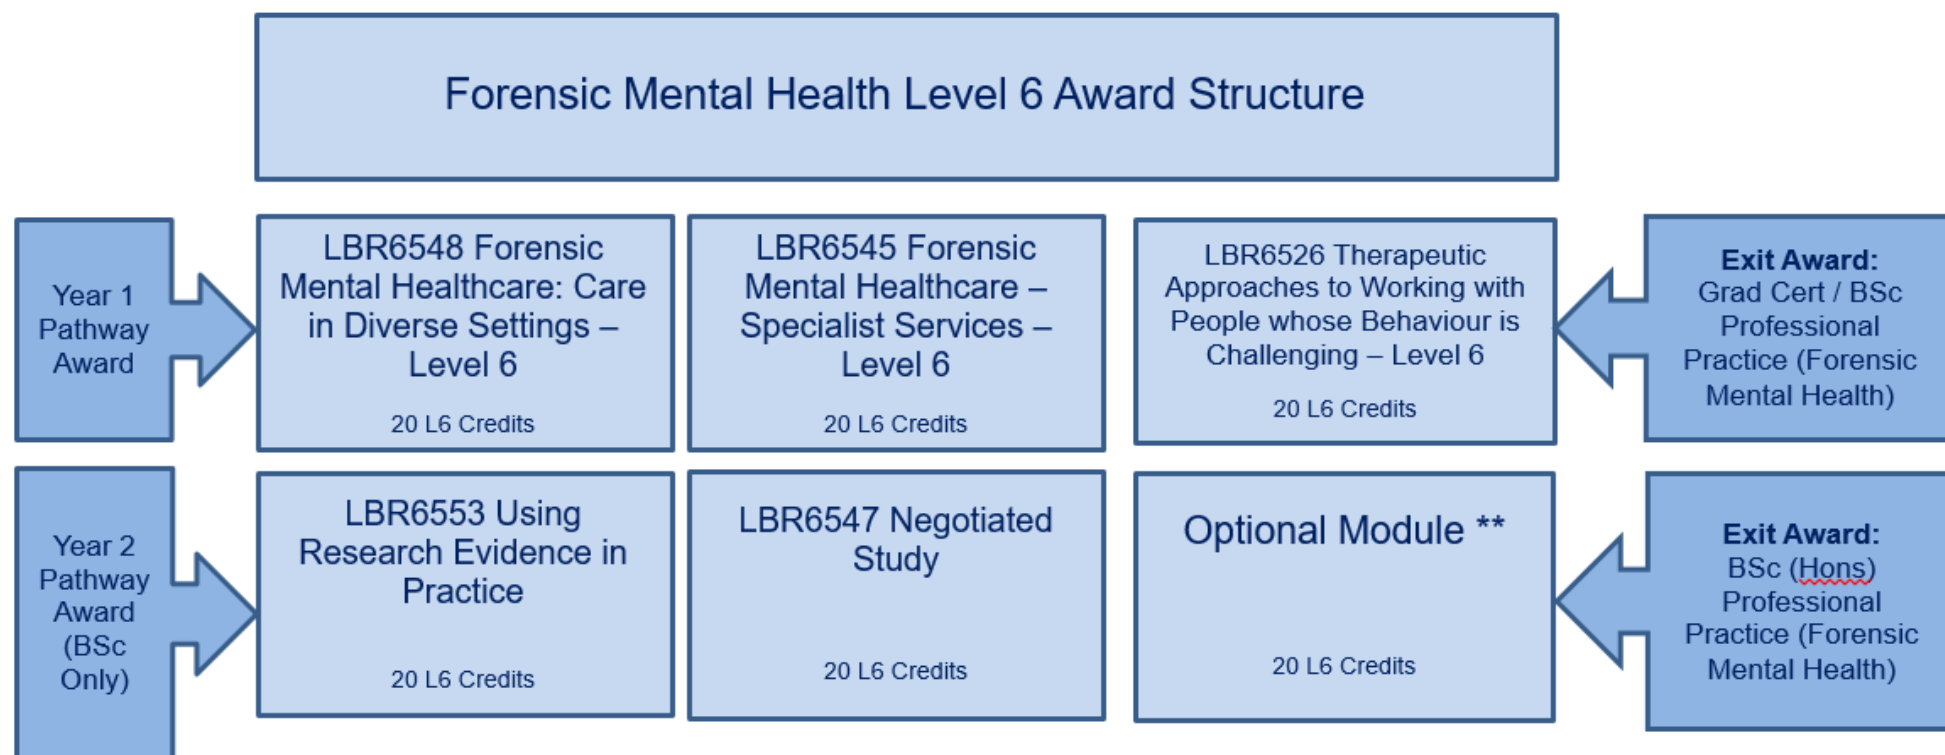 Forensic Mental Health Level 6 Award Structure
Year 1
Pathway
Award
LBR6548 Forensic
Mental Healthcare: Care
in Diverse Settings –
Level 6
20 L6 Credits
LBR6545 Forensic
Mental Healthcare –
Specialist Services –
Level 6
20 L6 Credits
LBR6526 Therapeutic
Approaches to Working with
People whose Behaviour is
Challenging – Level 6
20 L6 Credits
Exit Award:
Grad Cert / BSc
Professional
Practice (Forensic
Mental Health)
Year 2
Pathway
Award
(BSc
Only)
LBR6553 Using
Research Evidence in
Practice
20 L6 Credits
LBR6547 Negotiated
Study
20 L6 Credits
Optional Module **
20 L6 Credits
Exit Award:
BSc (Hons)
Professional
Practice (Forensic
Mental Health)